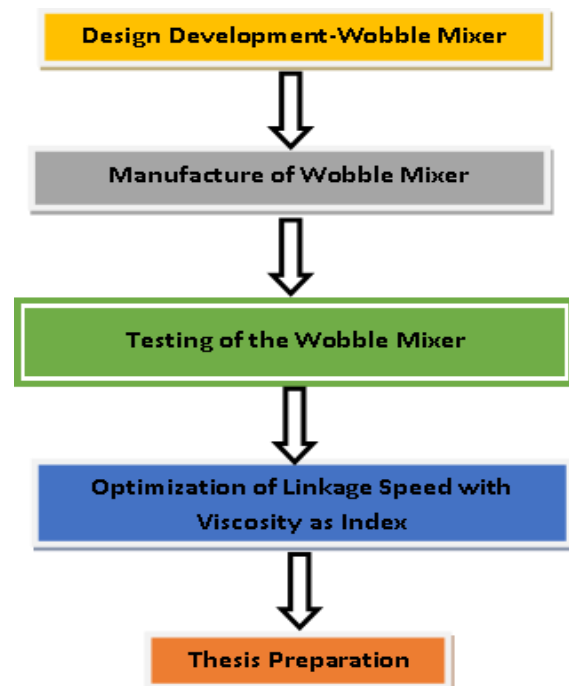 Design Development-Wobble Mixer
Manufacture of Wobble Mixer
Testing of the Wobble Mixer
Optimization of Linkage Speed with
Viscosity as Index
Thesis Preparation